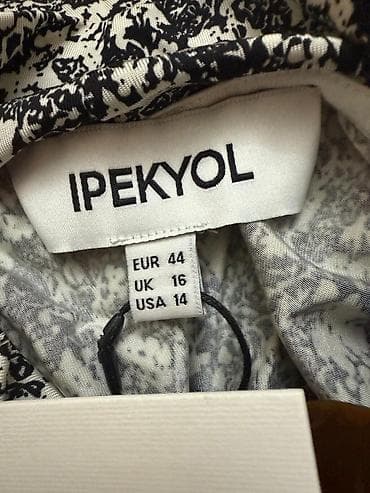 IPEKYOL
EUR 44
UK 16
USA 14